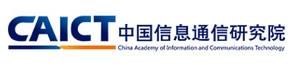 CAICT 中国信息通信研究院
China Academy of Information and Communications Technology